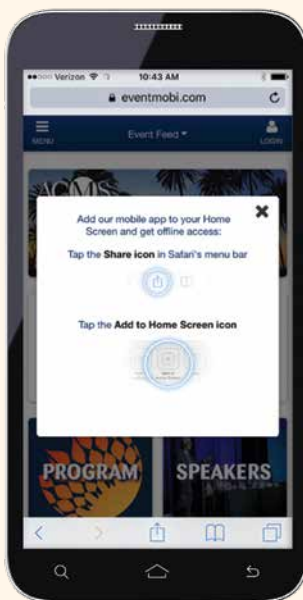 Verizon 10:43 AM
eventmobi.com
MENU Event Feed LOGIN
Add our mobile app to your Home
Screen and get offline access:
Tap the Share icon in Safari's menu bar
Tap the Add to Home Screen icon
PROGRAM SPEAKERS